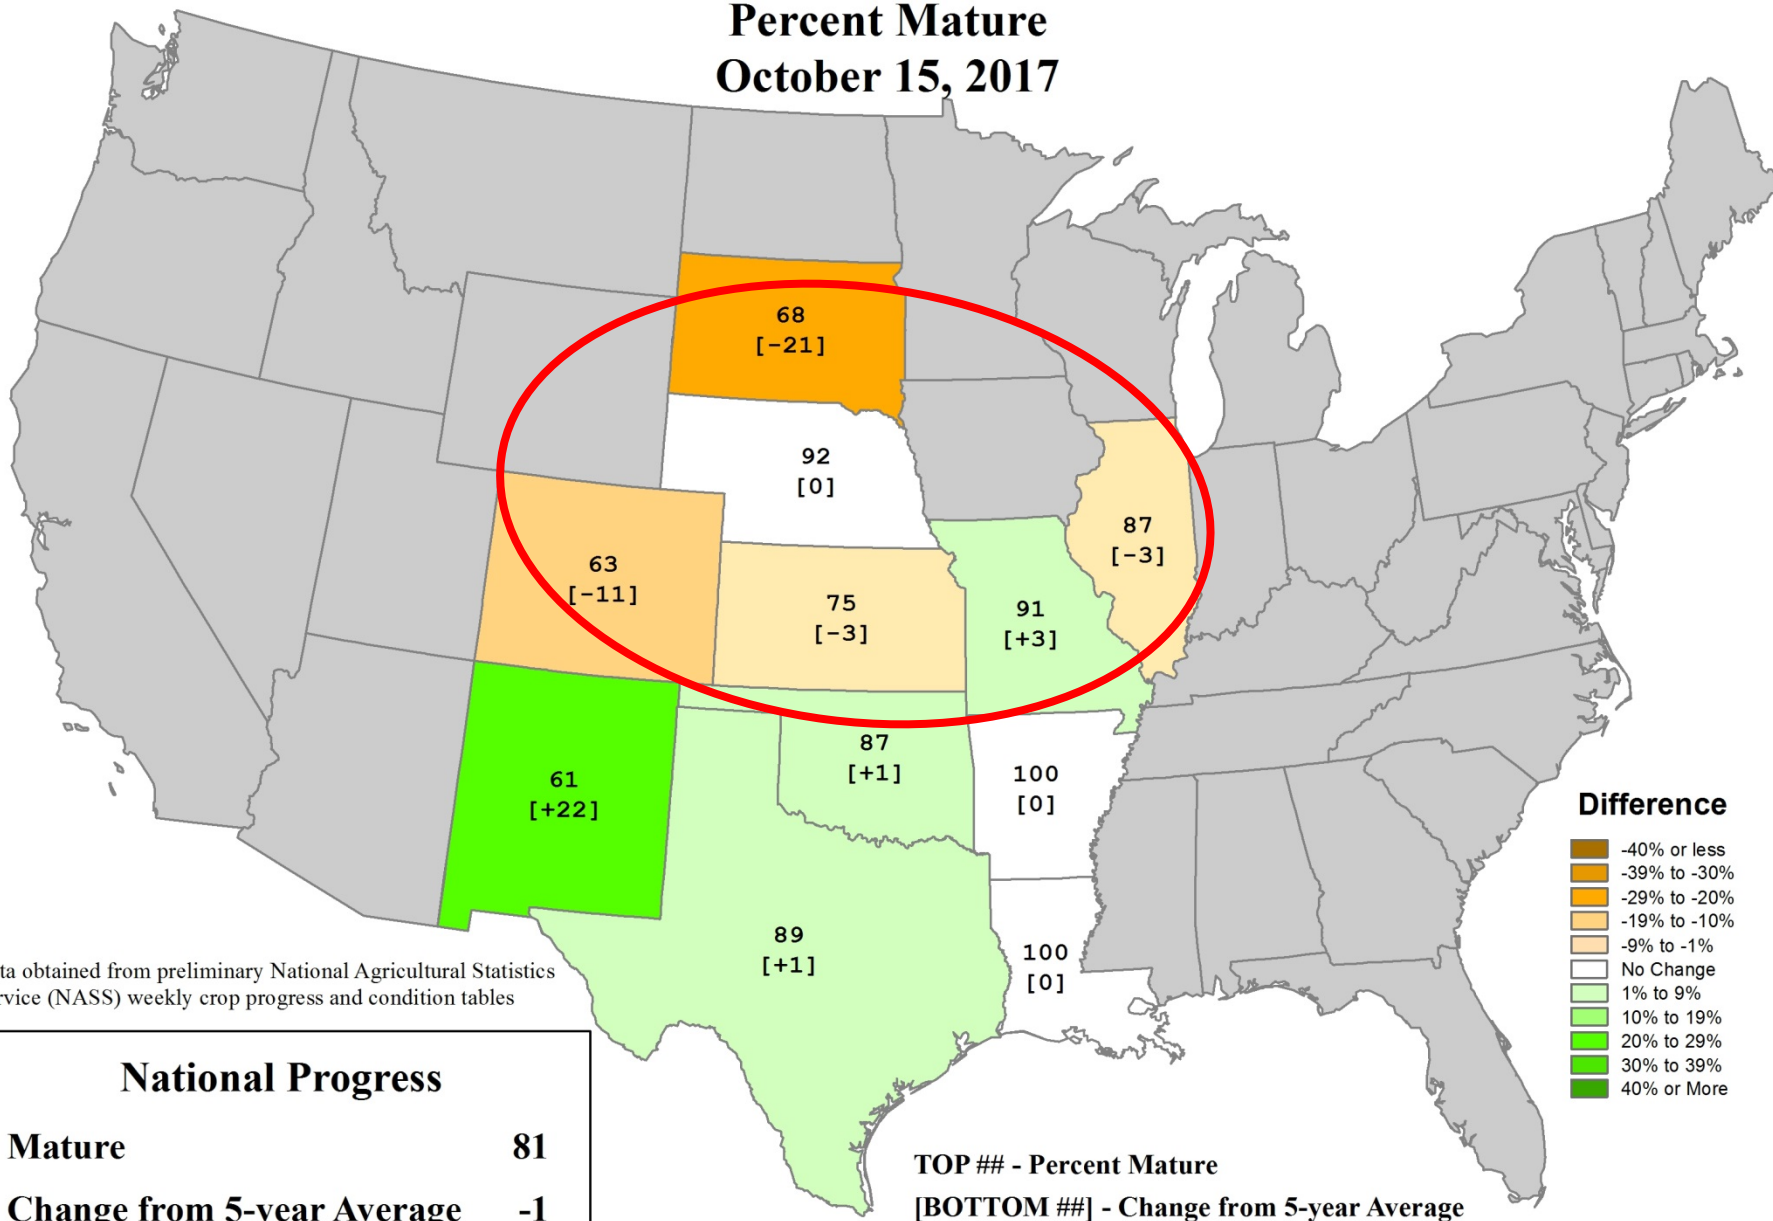 Percent Mature
October 15, 2017
68
[-21]
92
[0]
87
[-3]
63
[-11]
75
[-3]
91
[+3]
87
[+1]
61
[+22]
100
[0]
89
[+1]
100
[0]
Difference
-40% or less
-39% to -30%
-29% to -20%
-19% to -10%
-9% to -1%
No Change
1% to 9%
10% to 19%
20% to 29%
30% to 39%
40% or More
ta obtained from preliminary National Agricultural Statistics
rvice (NASS) weekly crop progress and condition tables
National Progress
Mature 81
Change from 5-year Average -1
TOP ## - Percent Mature
[BOTTOM ##] - Change from 5-year Average